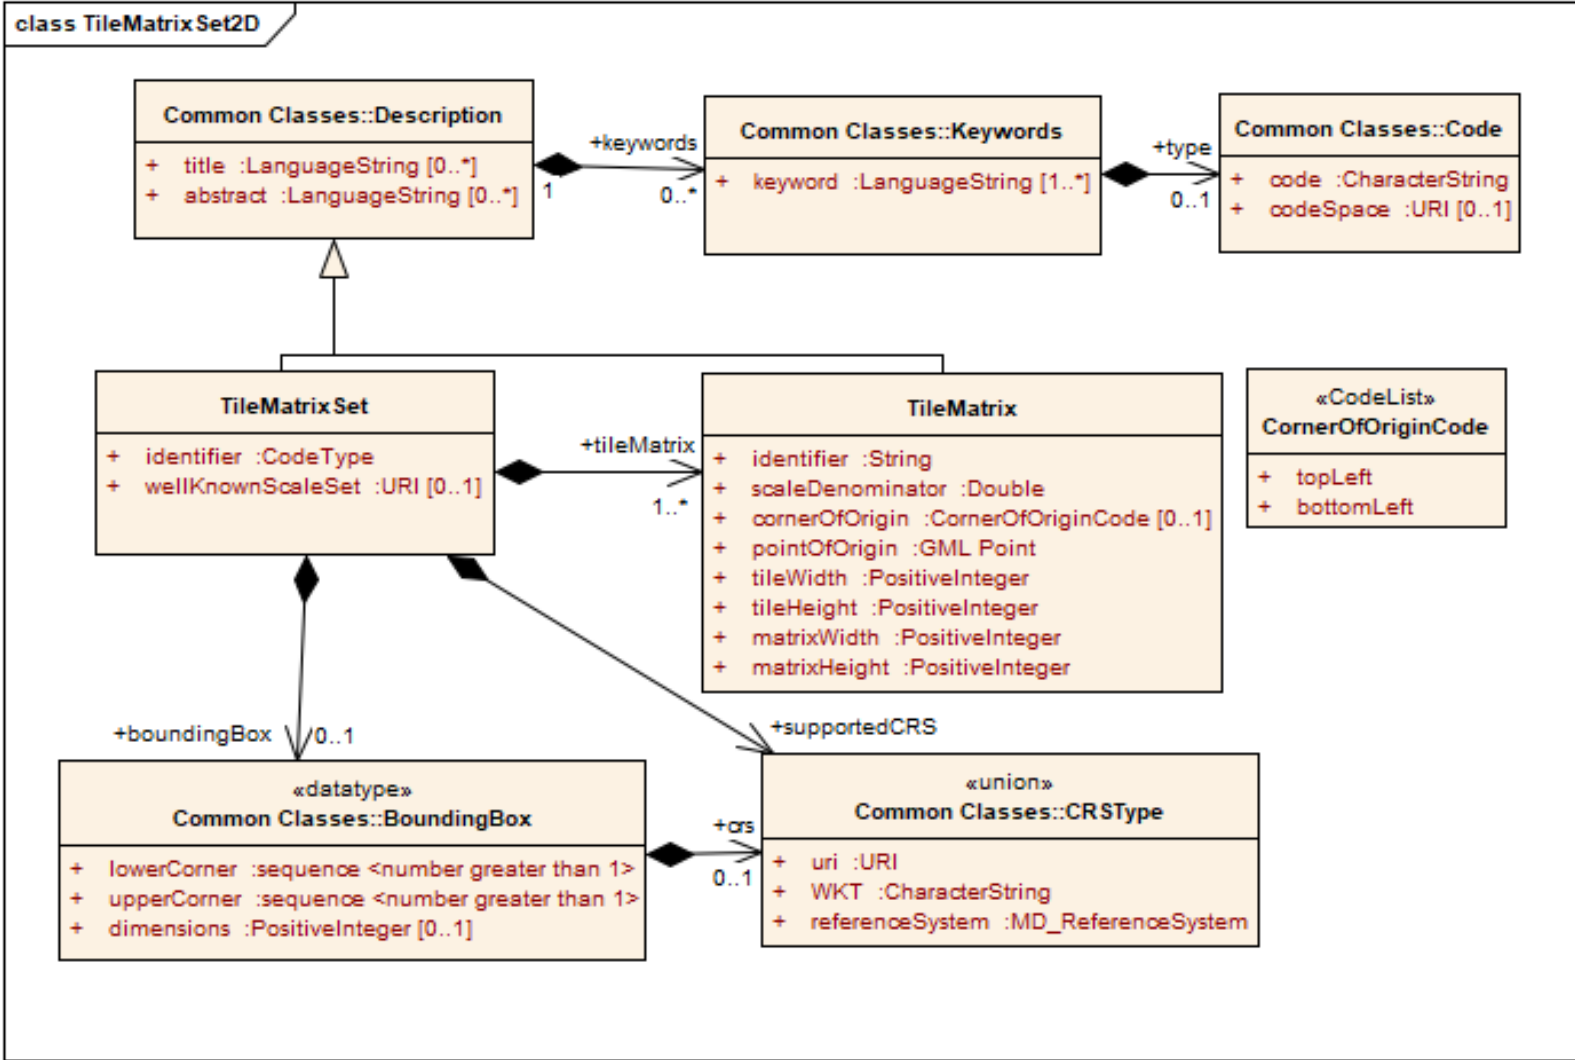 class TileMatrixSet2D
Common Classes::Description
+ title :LanguageString [0..*]
+ abstract :LanguageString [0..*]
+keywords
1
0..*
Common Classes::Keywords
+ keyword :LanguageString [1..*]
+type
0..1
Common Classes::Code
+ code :CharacterString
+ codeSpace :URI [0..1]
TileMatrixSet
+ identifier :CodeType
+ wellKnownScaleSet :URI [0..1]
+tileMatrix
1..*
TileMatrix
+ identifier :String
+ scaleDenominator :Double
+ cornerOfOrigin :CornerOfOriginCode [0..1]
+ pointOfOrigin :GML Point
+ tileWidth :PositiveInteger
+ tileHeight :PositiveInteger
+ matrixWidth :PositiveInteger
+ matrixHeight :PositiveInteger
«CodeList»
CornerOfOriginCode
+ topLeft
+ bottomLeft
+boundingBox
0..1
+supportedCRS
«datatype»
Common Classes::BoundingBox
+ lowerCorner :sequence <number greater than 1>
+ upperCorner :sequence <number greater than 1>
+ dimensions :PositiveInteger [0..1]
+crs
0..1
«union»
Common Classes::CRSType
+ uri :URI
+ WKT :CharacterString
+ referenceSystem :MD_ReferenceSystem